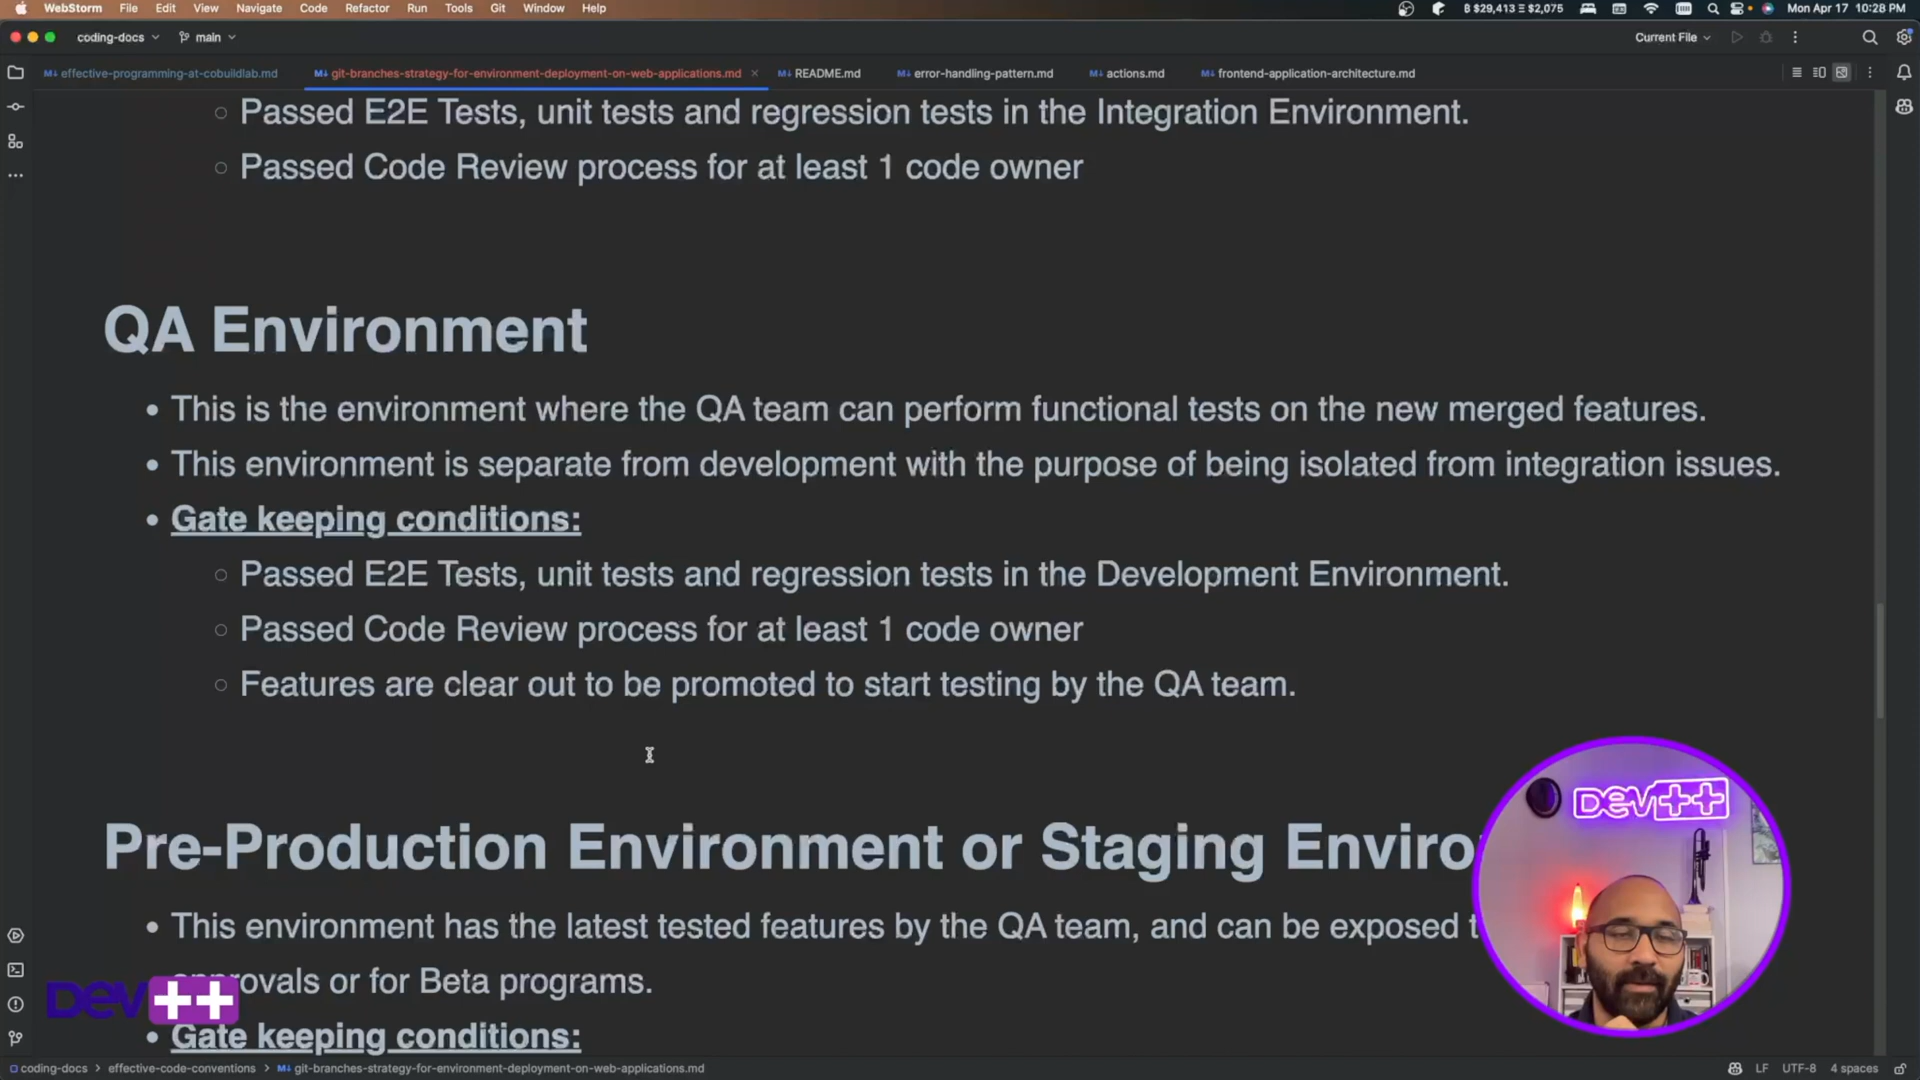 WebStorm File Edit View Navigate Code Refactor Run Tools Git Window Help
฿ $29,413 Ξ $2,075 Mon Apr 17 10:28 PM
coding-docs main
Current File
effective-programming-at-cobuildlab.md git-branches-strategy-for-environment-deployment-on-web-applications.md README.md error-handling-pattern.md actions.md frontend-application-architecture.md
Passed E2E Tests, unit tests and regression tests in the Integration Environment.
Passed Code Review process for at least 1 code owner
QA Environment
This is the environment where the QA team can perform functional tests on the new merged features.
This environment is separate from development with the purpose of being isolated from integration issues.
Gate keeping conditions:
Passed E2E Tests, unit tests and regression tests in the Development Environment.
Passed Code Review process for at least 1 code owner
Features are clear out to be promoted to start testing by the QA team.
Dev++
Pre-Production Environment or Staging Enviro
This environment has the latest tested features by the QA team, and can be exposed t
ovals or for Beta programs.
Dev++
Gate keeping conditions:
coding-docs > effective-code-conventions > git-branches-strategy-for-environment-deployment-on-web-applications.md
LF UTF-8 4 spaces